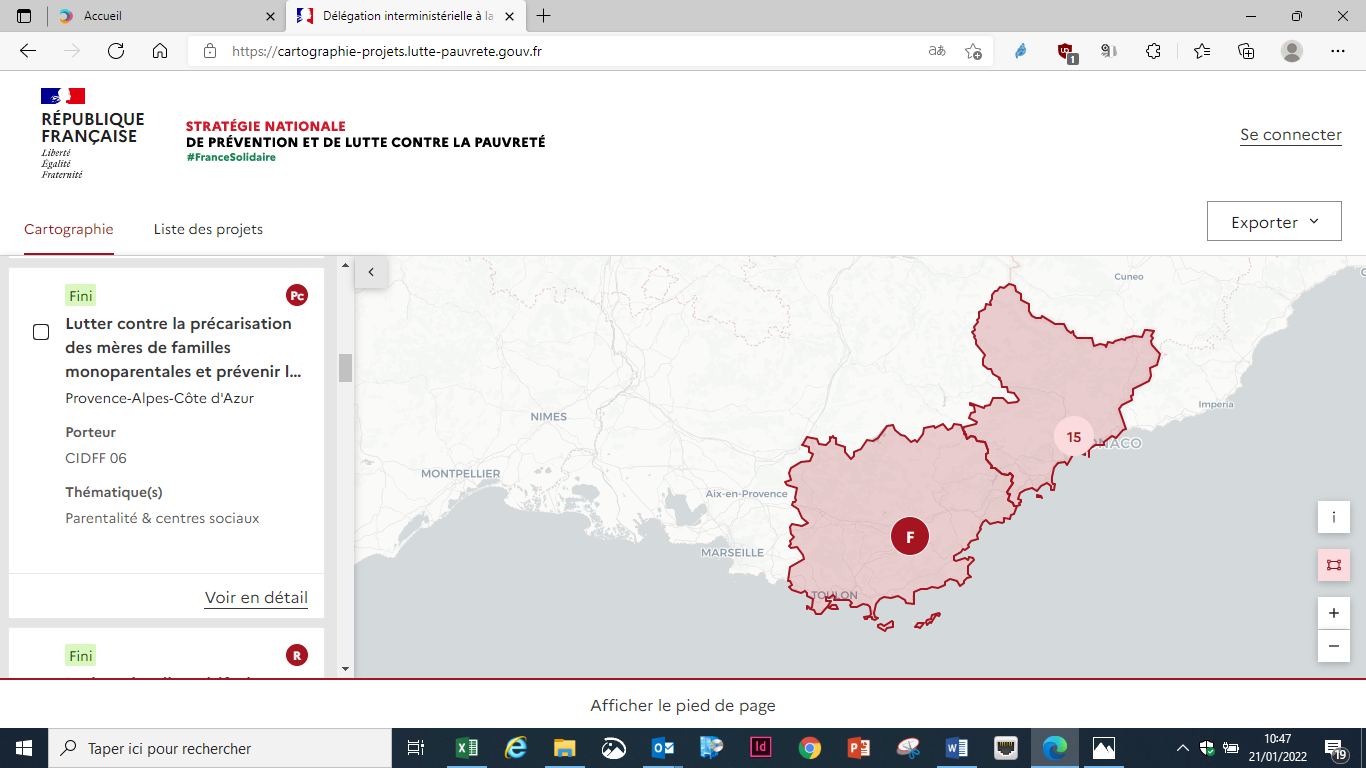 Accueil
Délégation interministérielle à la
https://cartographie-projets.lutte-pauvrete.gouv.fr
1
RÉPUBLIQUE
FRANÇAISE
Liberté
Égalité
Fraternité
STRATÉGIE NATIONALE
DE PRÉVENTION ET DE LUTTE CONTRE LA PAUVRETÉ
#FranceSolidaire
Se connecter
Cartographie
Liste des projets
Exporter
Fini
Pc
Lutter contre la précarisation
des mères de familles
monoparentales et prévenir l...
Provence-Alpes-Côte d'Azur
Porteur
CIDFF 06
Thématique(s)
Parentalité & centres sociaux
Voir en détail
Fini
R
Cuneo
NIMES
MONTPELLIER
Aix-en-Provence
MARSEILLE
TOULON
F
15
NACO
Imperia
i
+
−
Afficher le pied de page
Taper ici pour rechercher
10:47
21/01/2022
19